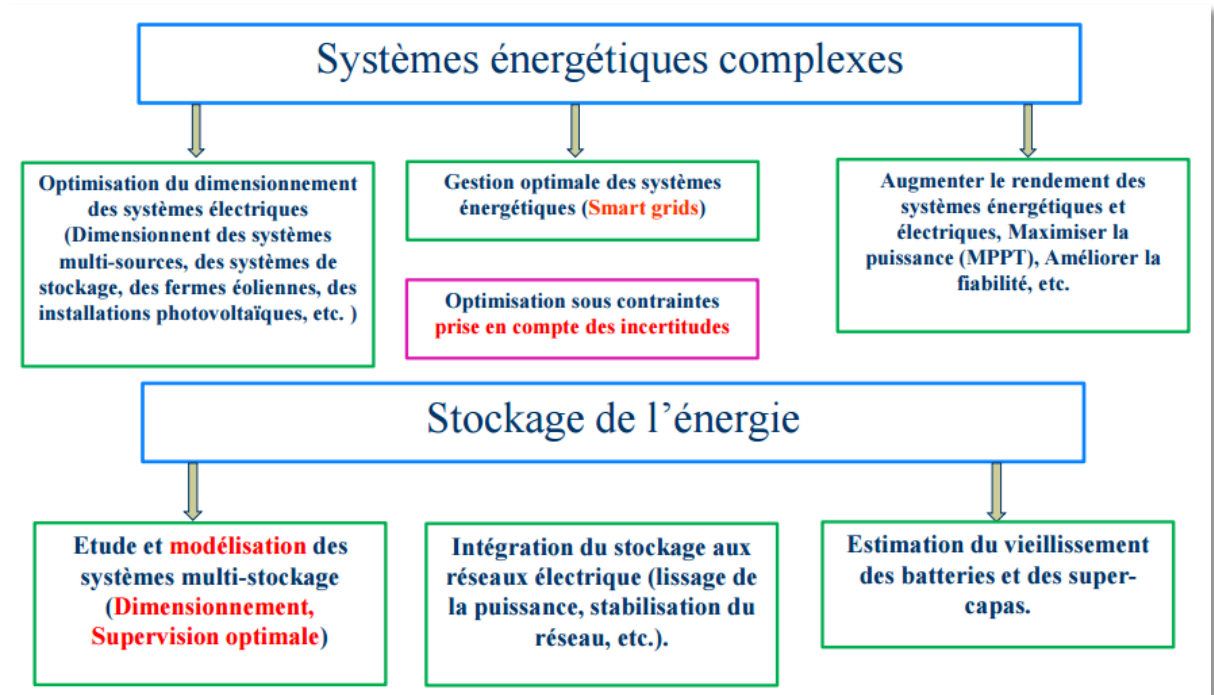 Systèmes énergétiques complexes
Optimisation du dimensionnement
des systèmes électriques
(Dimensionnent des systèmes
multi-sources, des systèmes de
stockage, des fermes éoliennes, des
installations photovoltaïques, etc. )
Gestion optimale des systèmes
énergétiques (Smart grids)
Optimisation sous contraintes
prise en compte des incertitudes
Augmenter le rendement des
systèmes énergétiques et
électriques, Maximiser la
puissance (MPPT), Améliorer la
fiabilité, etc.
Stockage de l’énergie
Etude et modélisation des
systèmes multi-stockage
(Dimensionnement,
Supervision optimale)
Intégration du stockage aux
réseaux électrique (lissage de
la puissance, stabilisation du
réseau, etc.).
Estimation du vieillissement
des batteries et des super-
capas.